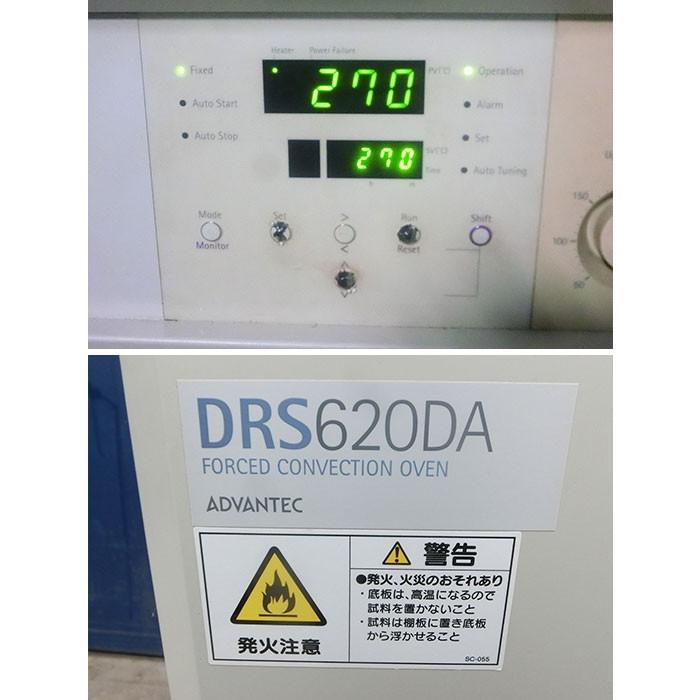 Heater Power Failure
Fixed
270
PV(℃)
Operation
Auto Start
Alarm
Auto Stop
270
SV(℃)
Time
h m
Set
Auto Tuning
Mode
Monitor
Set
>
<
Run
Reset
Shift
150
100
50
DRS620DA
FORCED CONVECTION OVEN
ADVANTEC
発火注意
警告
●発火、火災のおそれあり
・底板は、高温になるので
試料を置かないこと
・試料は棚板に置き底板
から浮かせること
SC-055